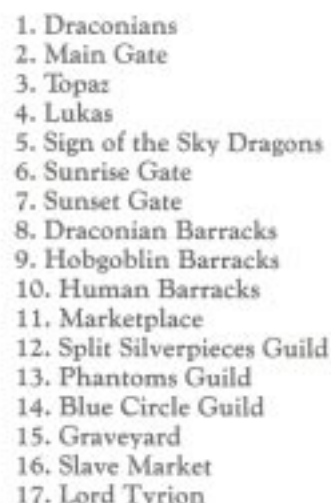 1. Draconians
2. Main Gate
3. Topaz
4. Lukas
5. Sign of the Sky Dragons
6. Sunrise Gate
7. Sunset Gate
8. Draconian Barracks
9. Hobgoblin Barracks
10. Human Barracks
11. Marketplace
12. Split Silverpieces Guild
13. Phantoms Guild
14. Blue Circle Guild
15. Graveyard
16. Slave Market
17. Lord Tyrion